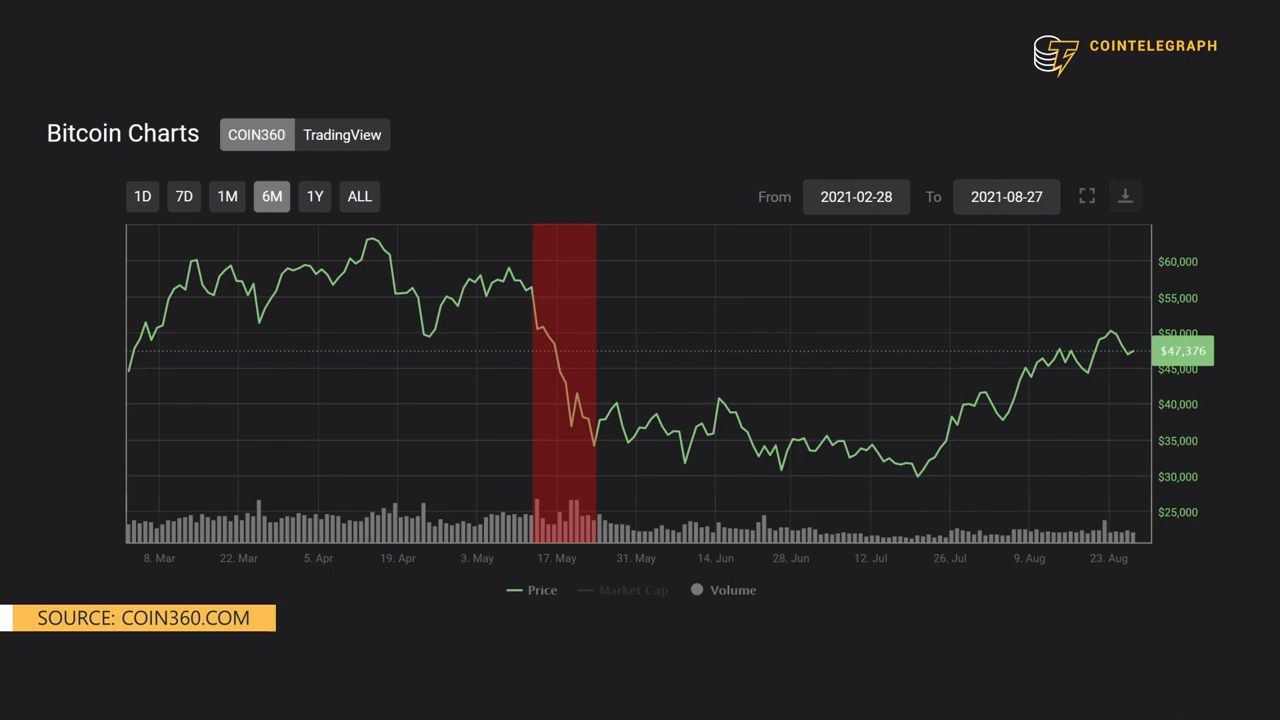 COINTELEGRAPH
Bitcoin Charts COIN360 TradingView
1D 7D 1M 6M 1Y ALL From 2021-02-28 To 2021-08-27
$60,000
$55,000
$50,000
$47,376
$45,000
$40,000
$35,000
$30,000
$25,000
8. Mar 22. Mar 5. Apr 19. Apr 3. May 17. May 31. May 14. Jun 28. Jun 12. Jul 26. Jul 9. Aug 23. Aug
Price Market Cap Volume
SOURCE: COIN360.COM